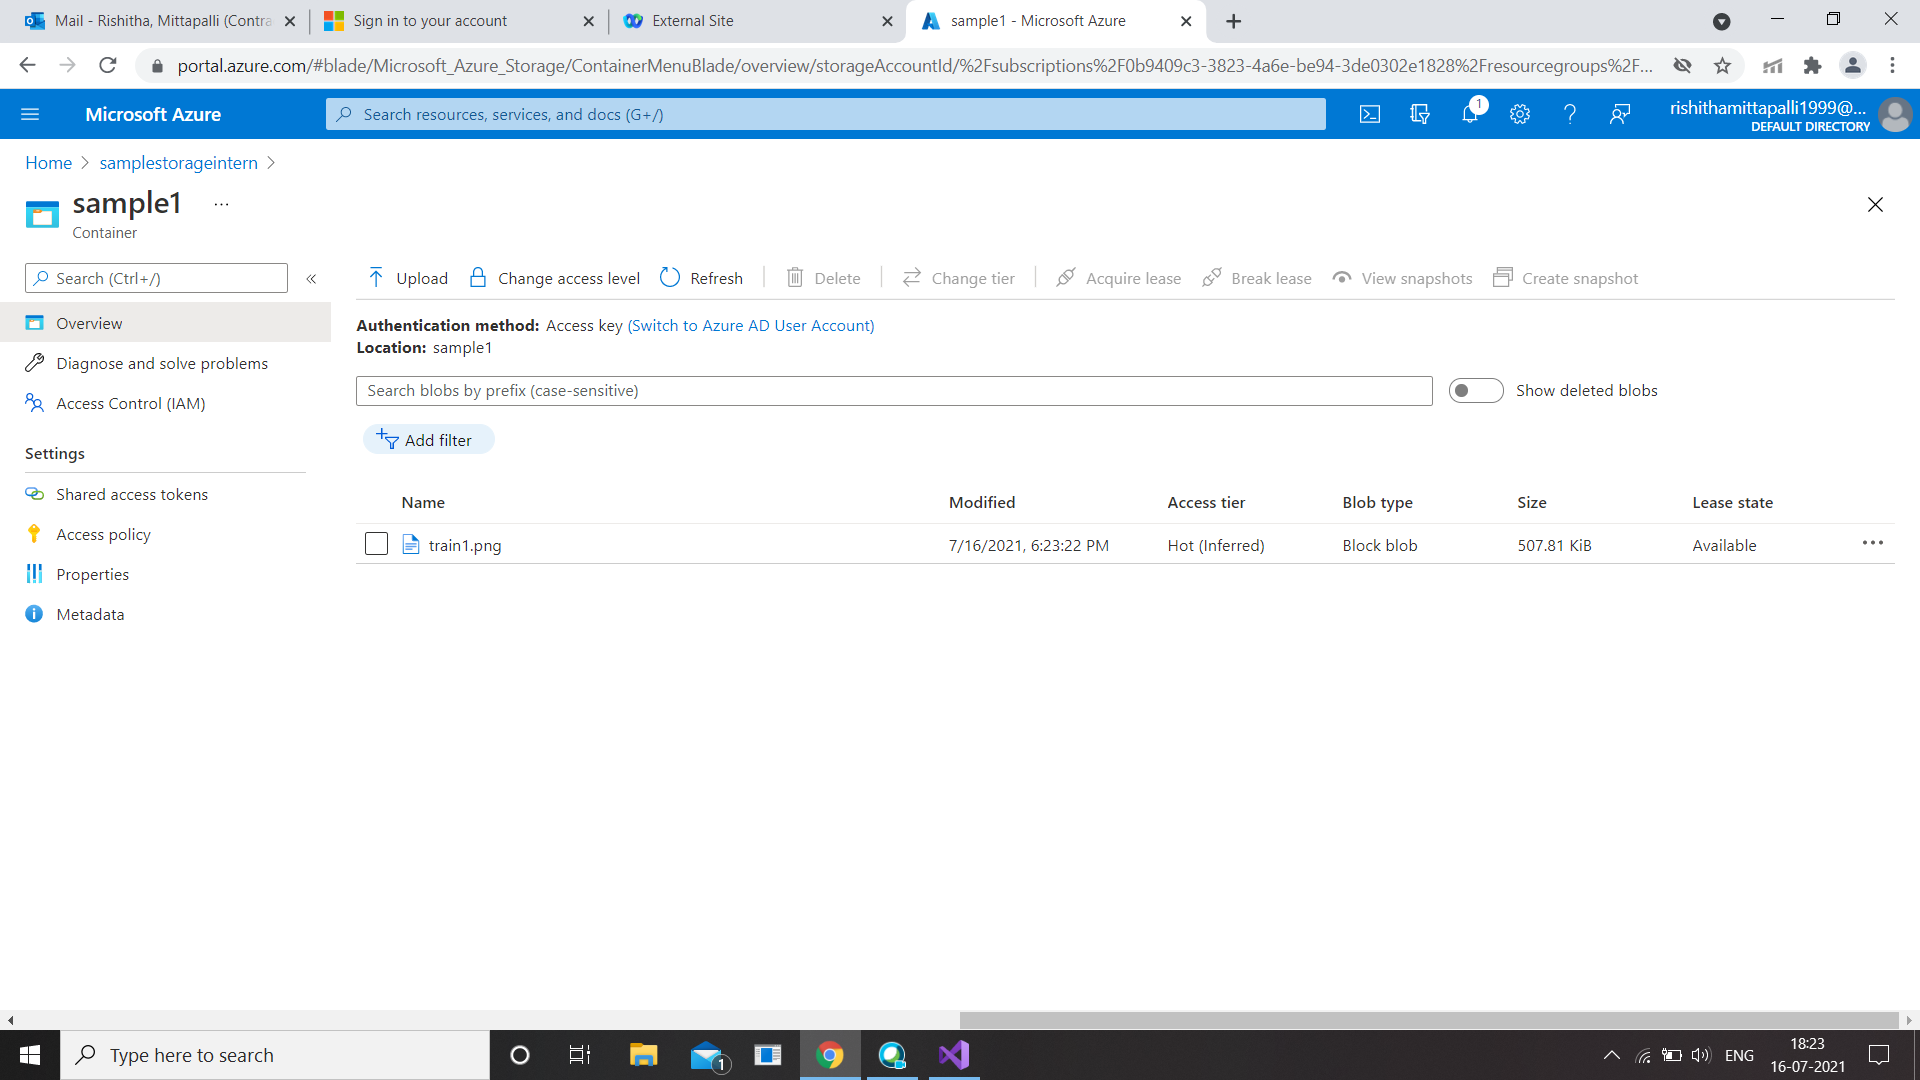 Mail - Rishitha, Mittapalli (Contra
Sign in to your account
External Site
sample1 - Microsoft Azure
portal.azure.com/#blade/Microsoft_Azure_Storage/ContainerMenuBlade/overview/storageAccountId/%2Fsubscriptions%2F0b9409c3-3823-4a6e-be94-3de0302e1828%2Fresourcegroups%2F...
Microsoft Azure
Search resources, services, and docs (G+/)
1
rishithamittapalli1999@...
DEFAULT DIRECTORY
Home > samplestorageintern >
sample1 ...
Container
Search (Ctrl+/)
«
Upload Change access level Refresh Delete Change tier Acquire lease Break lease View snapshots Create snapshot
Overview
Diagnose and solve problems
Access Control (IAM)
Settings
Shared access tokens
Access policy
Properties
Metadata
Authentication method: Access key (Switch to Azure AD User Account)
Location: sample1
Search blobs by prefix (case-sensitive)
Show deleted blobs
Add filter
Name Modified Access tier Blob type Size Lease state
train1.png 7/16/2021, 6:23:22 PM Hot (Inferred) Block blob 507.81 KiB Available ...
Type here to search
1
ENG
18:23
16-07-2021